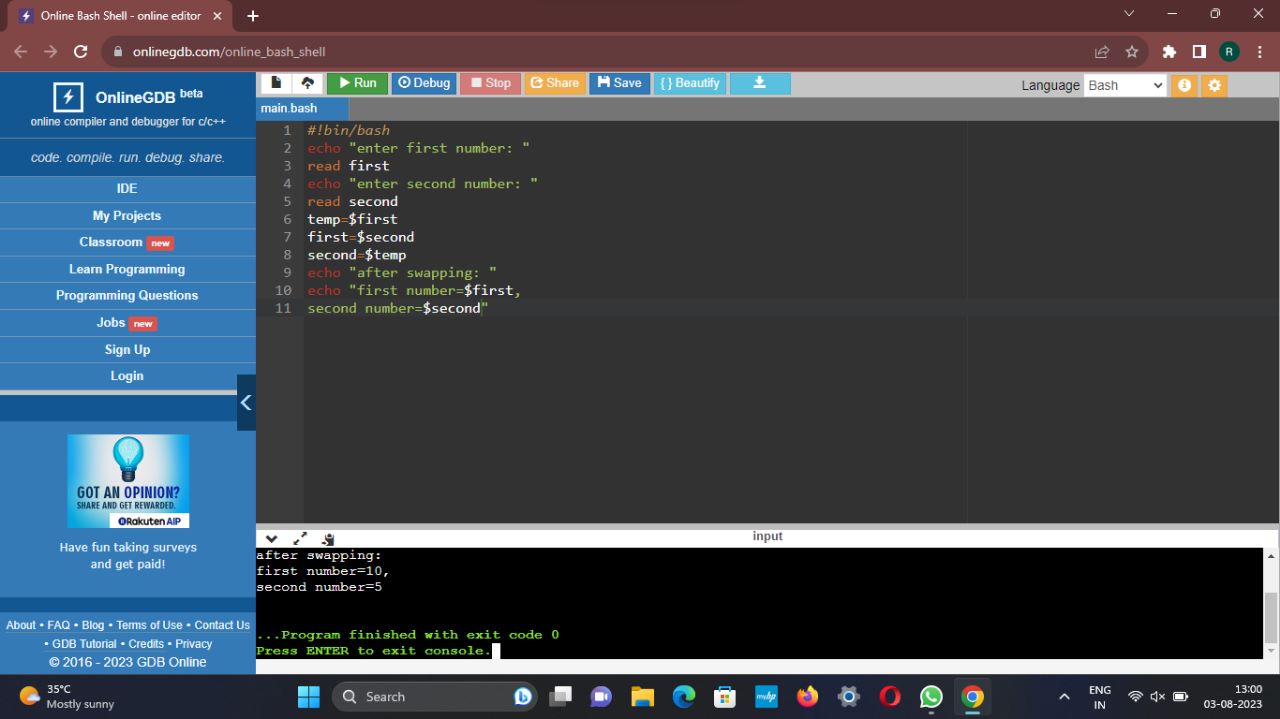 Online Bash Shell - online editor
onlinegdb.com/online_bash_shell
R
OnlineGDB beta
online compiler and debugger for c/c++
code. compile. run. debug. share.
IDE
My Projects
Classroom new
Learn Programming
Programming Questions
Jobs new
Sign Up
Login
GOT AN OPINION?
SHARE AND GET REWARDED.
Rakuten AIP
Have fun taking surveys
and get paid!
About • FAQ • Blog • Terms of Use • Contact Us
• GDB Tutorial • Credits • Privacy
© 2016 - 2023 GDB Online
Run Debug Stop Share Save { } Beautify
Language Bash
main.bash
1 #!bin/bash
2 echo "enter first number: "
3 read first
4 echo "enter second number: "
5 read second
6 temp=$first
7 first=$second
8 second=$temp
9 echo "after swapping: "
10 echo "first number=$first,
11 second number=$second"
input
after swapping:
first number=10,
second number=5
...Program finished with exit code 0
Press ENTER to exit console.
35°C
Mostly sunny
Search
myhp
ENG
IN
13:00
03-08-2023